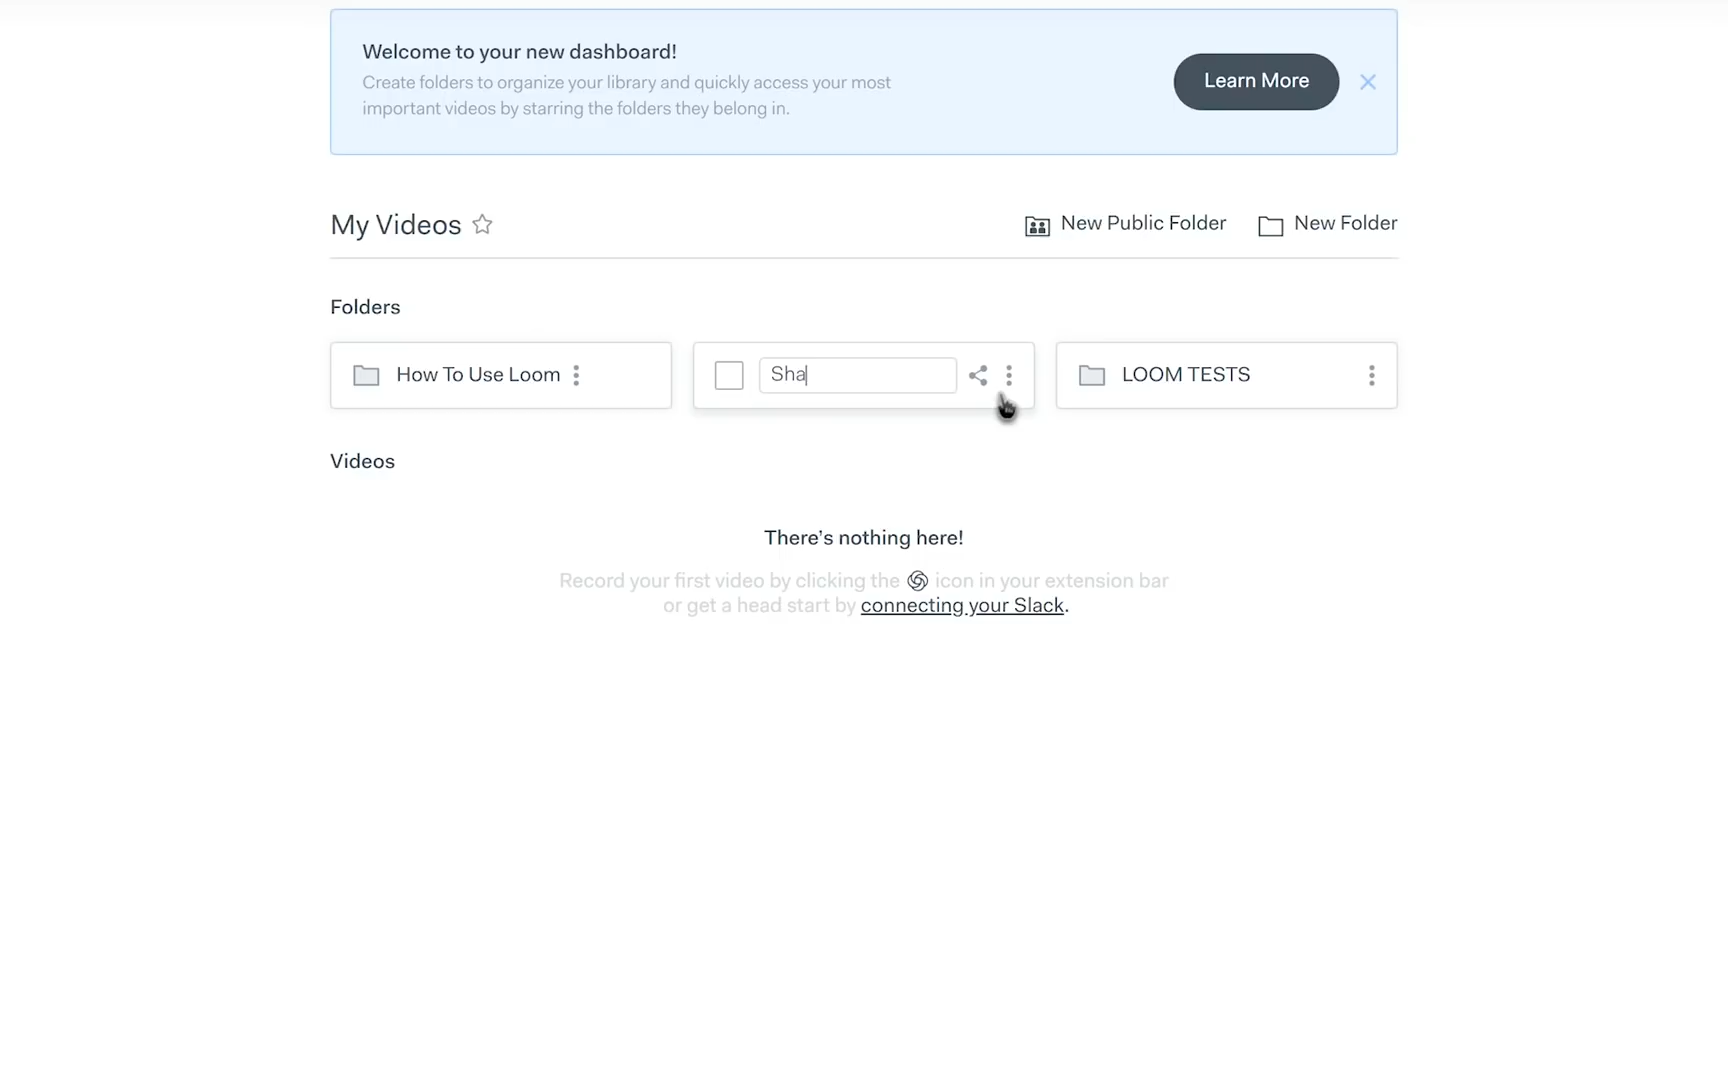 Welcome to your new dashboard!
Create folders to organize your library and quickly access your most
important videos by starring the folders they belong in.
Learn More
My Videos
New Public Folder
New Folder
Folders
How To Use Loom
Sha
LOOM TESTS
Videos
There's nothing here!
Record your first video by clicking the icon in your extension bar
or get a head start by connecting your Slack.